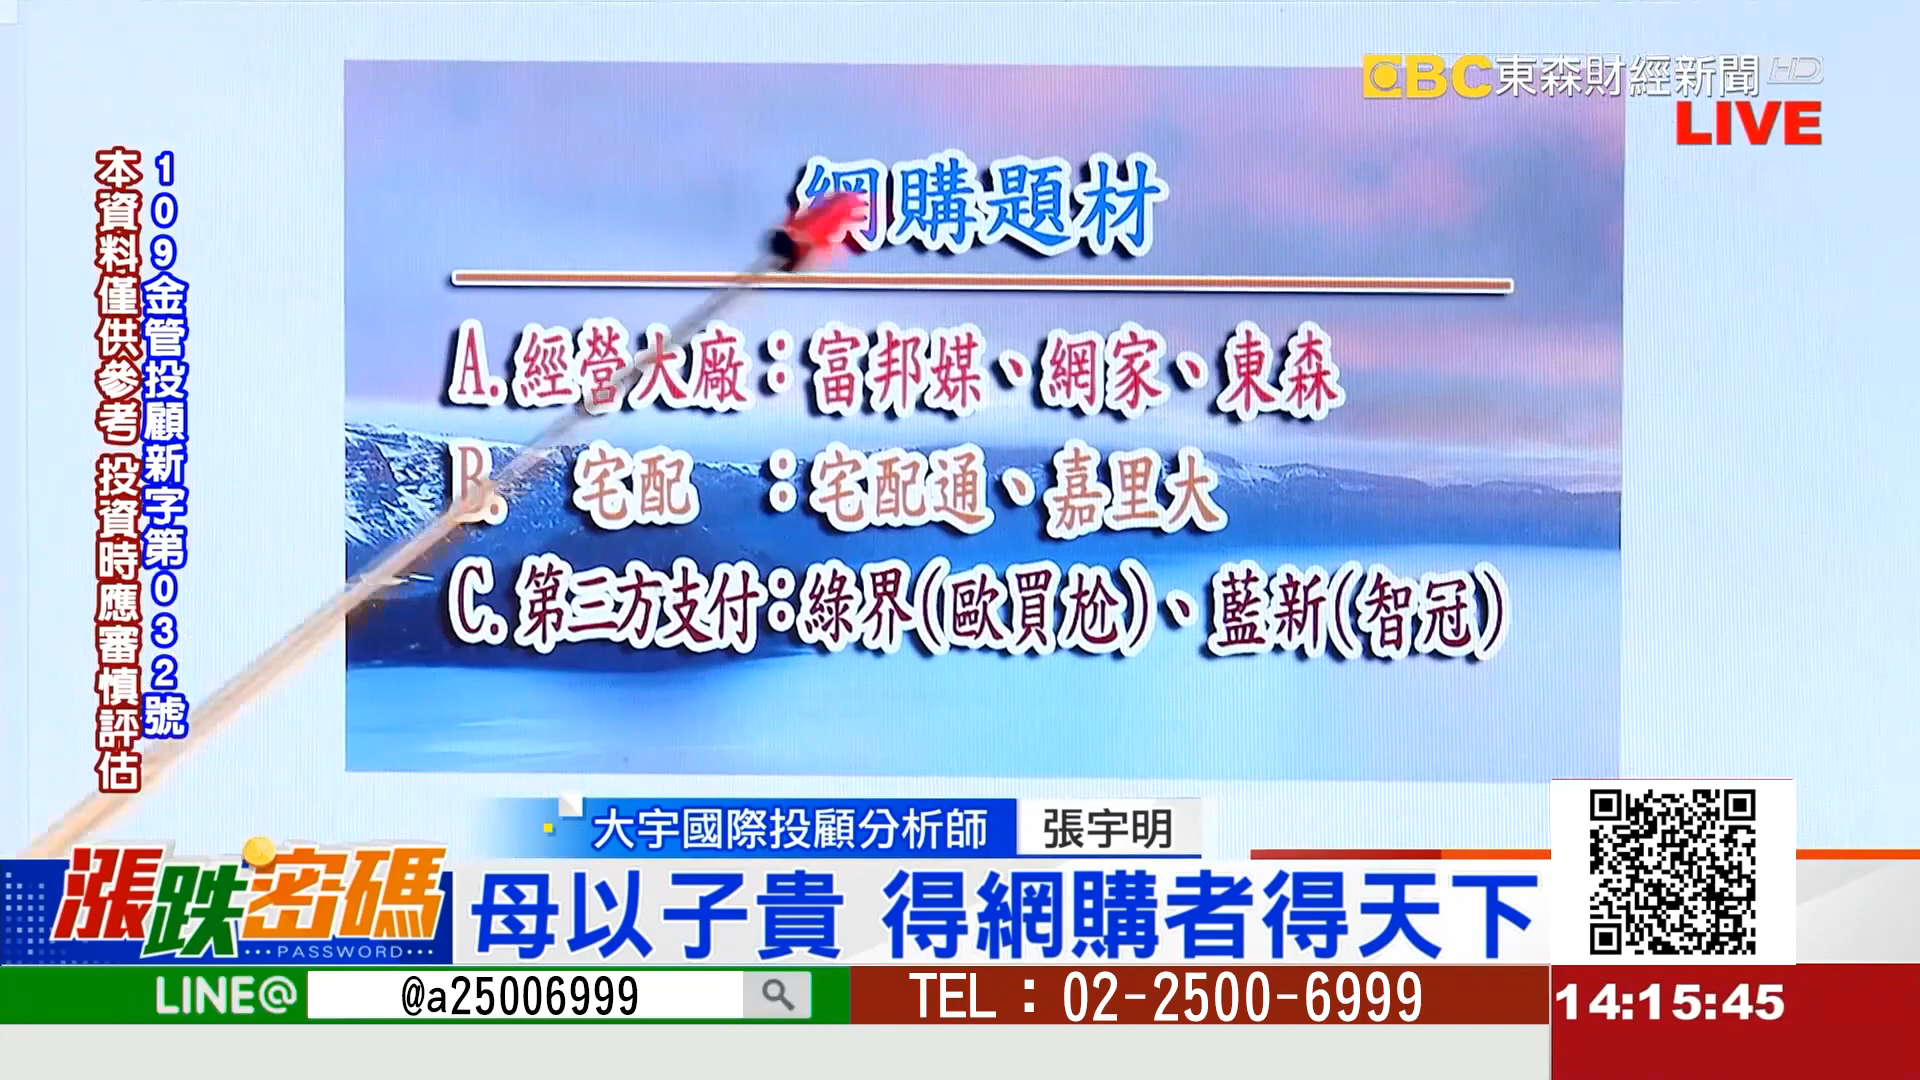 EBC東森財經新聞HD
LIVE
109金管投顧新字第032號
本資料僅供參考 投資時應審慎評估
網購題材
A.經營大廠：富邦媒、網家、東森
B. 宅配 ：宅配通、嘉里大
C.第三方支付：綠界(歐買尬)、藍新(智冠)
大宇國際投顧分析師 張宇明
漲跌密碼
PASSWORD
母以子貴 得網購者得天下
LINE@ @a25006999
TEL：02-2500-6999
14:15:45